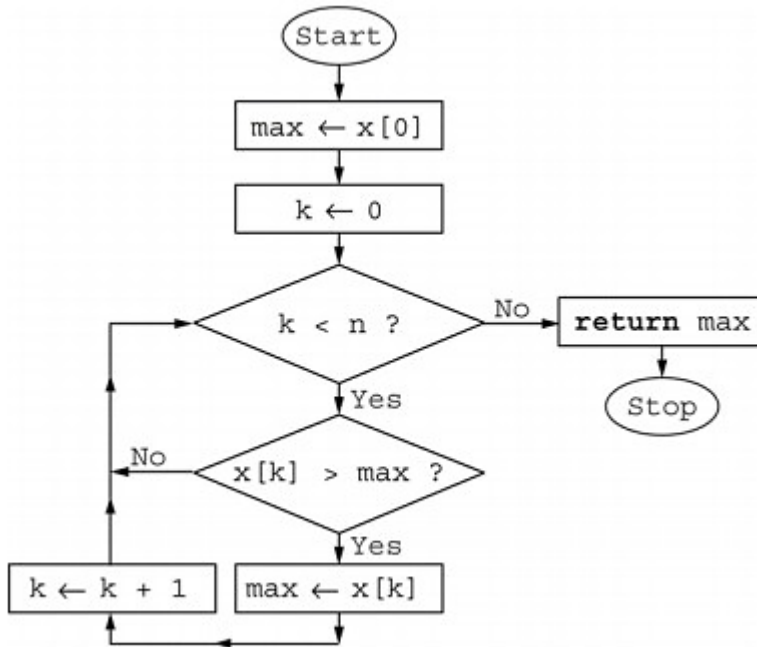 Start
max ← x[0]
k ← 0
k < n ?
No
return max
Yes
Stop
No
x[k] > max ?
Yes
k ← k + 1
max ← x[k]